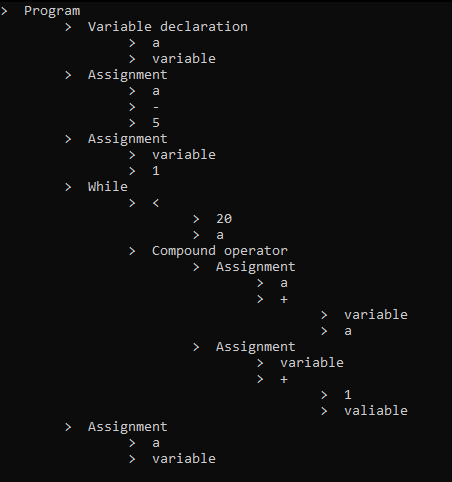 > Program
> Variable declaration
> a
> variable
> Assignment
> a
> -
> 5
> Assignment
> variable
> 1
> While
> <
> 20
> a
> Compound operator
> Assignment
> a
> +
> variable
> a
> Assignment
> variable
> +
> 1
> valiable
> Assignment
> a
> variable